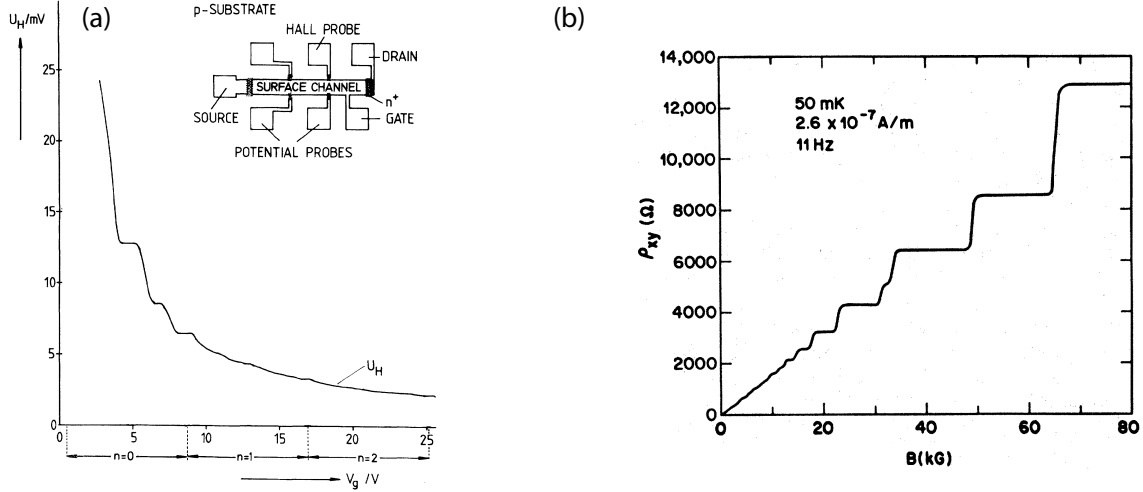 (a)
U_H/mV
p-SUBSTRATE
HALL PROBE
DRAIN
SURFACE CHANNEL
n⁺
SOURCE
GATE
POTENTIAL PROBES
25
20
15
10
5
0
U_H
0 5 10 15 20 25
n=0 n=1 n=2
V_g /V
(b)
14,000
12,000
10,000
8000
6000
4000
2000
0
ρ_xy (Ω)
50 mK
2.6 x 10⁻⁷ A/m
11 Hz
0 20 40 60 80
B(kG)